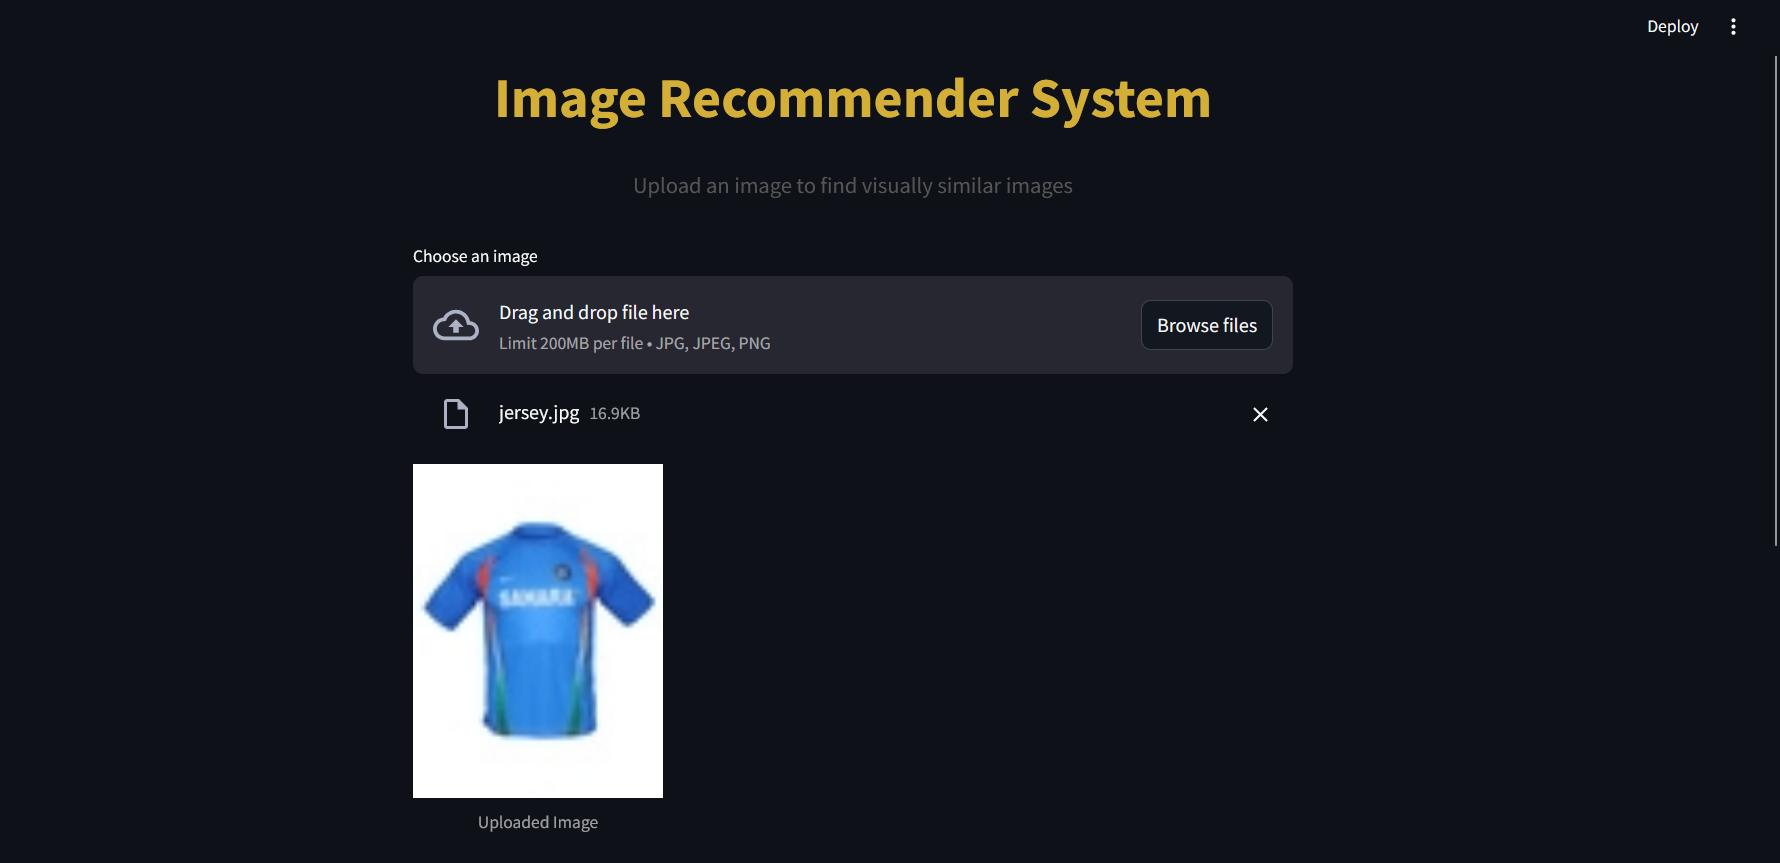 Deploy
Image Recommender System
Upload an image to find visually similar images
Choose an image
Drag and drop file here
Limit 200MB per file • JPG, JPEG, PNG
Browse files
jersey.jpg 16.9KB
SAHARA
Uploaded Image